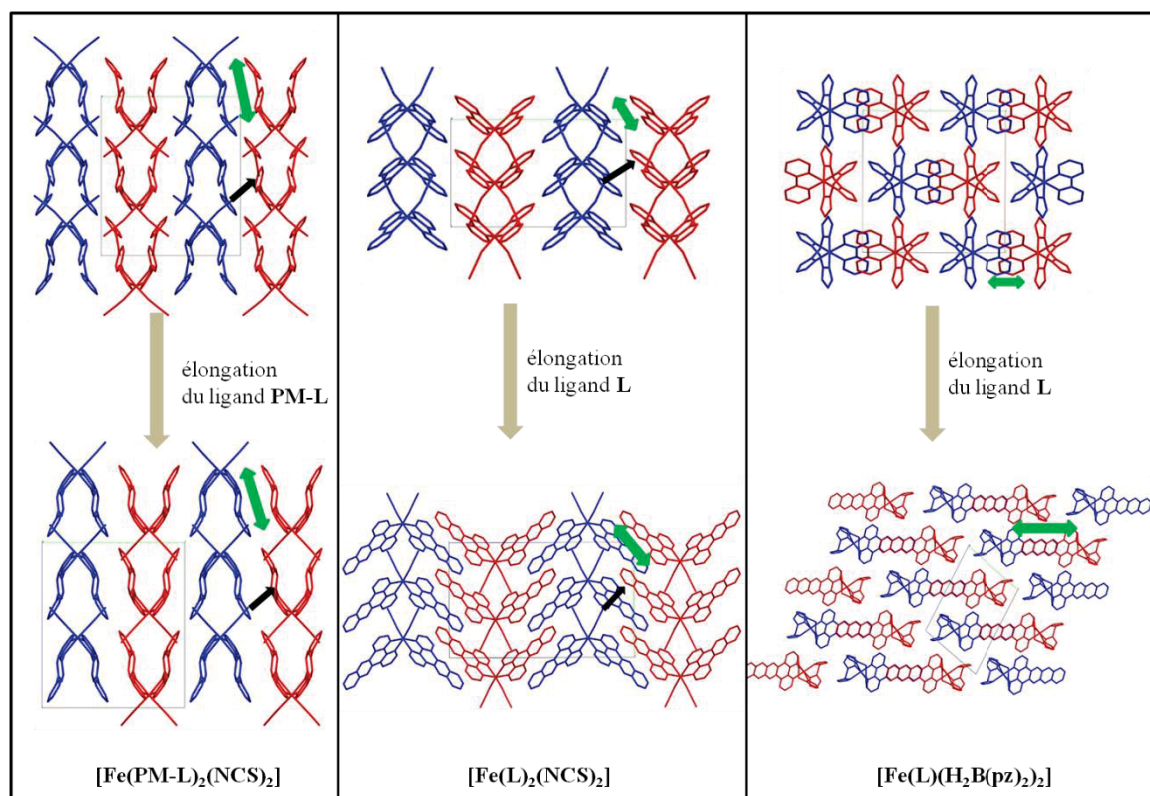 élongation
du ligand PM-L
élongation
du ligand L
élongation
du ligand L
[Fe(PM-L)₂(NCS)₂]
[Fe(L)₂(NCS)₂]
[Fe(L)(H₂B(pz)₂)₂]